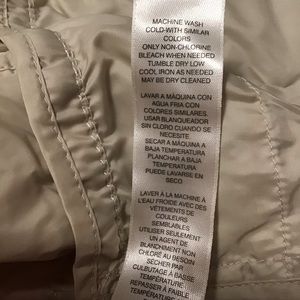 MACHINE WASH
COLD-WITH SIMILAR
COLORS
ONLY NON-CHLORINE
BLEACH WHEN NEEDED
TUMBLE DRY LOW
COOL IRON AS NEEDED
MAY BE DRY CLEANED
LAVAR A MÁQUINA CON
AGUA FRIA CON
COLORES SIMILARES.
USAR BLANQUEADOR
SIN CLORO CUANDO SE
NECESITE
SECAR A MÁQUINA A
BAJA TEMPERATURA
PLANCHAR A BAJA
TEMPERATURA
PUEDE LAVARSE EN
SECO
LAVER À LA MACHINE À
L'EAU FROIDE AVEC DES
VÊTEMENTS DE
COULEURS
SEMBLABLES
UTILISER SEULEMENT
UN AGENT DE
BLANCHIMENT NON
CHLORÉ AU BESOIN
SÉCHER PAR
CULBUTAGE À BASSE
TEMPÉRATURE
REPASSER À FAIBLE
TEMPÉRATURE